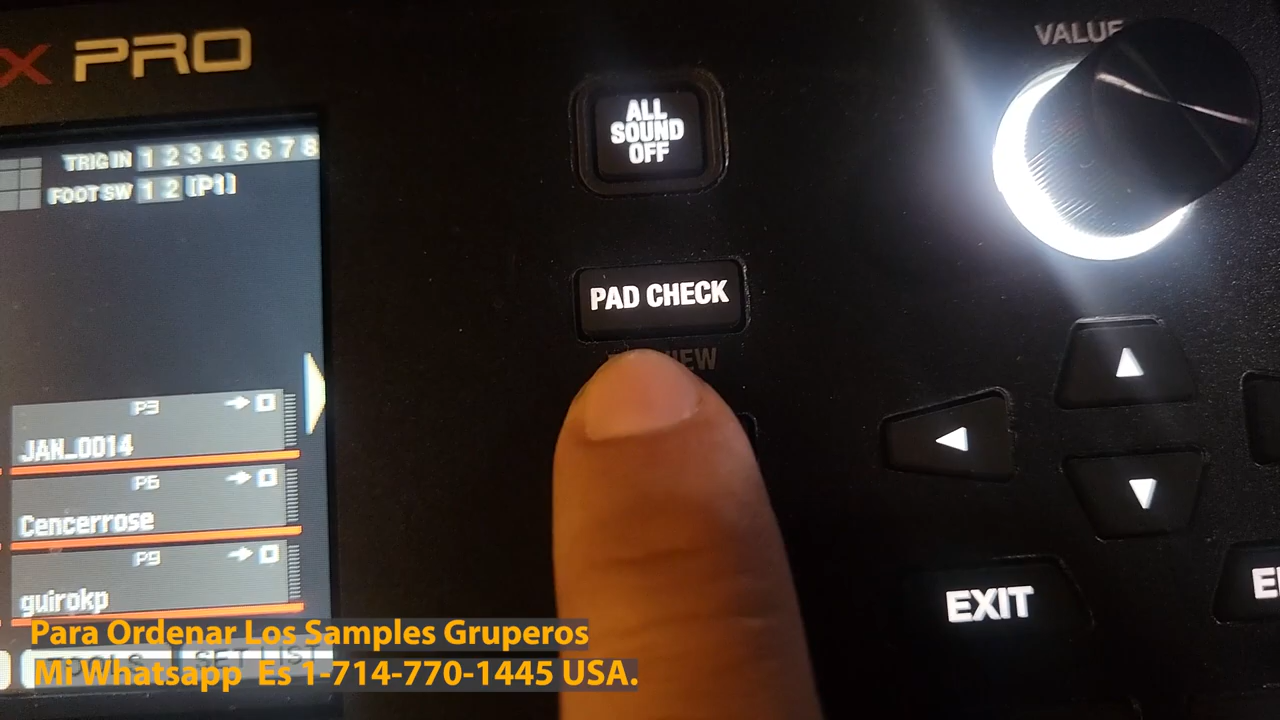 X PRO
VALUE
ALL
SOUND
OFF
TRIG IN 1 2 3 4 5 6 7 8
FOOT SW 1 2 [P1]
PAD CHECK
P3
JAN_0014
P6
Cencerrose
P9
guirokp
EXIT
Para Ordenar Los Samples Gruperos
SET LIST
Mi Whatsapp Es 1-714-770-1445 USA.